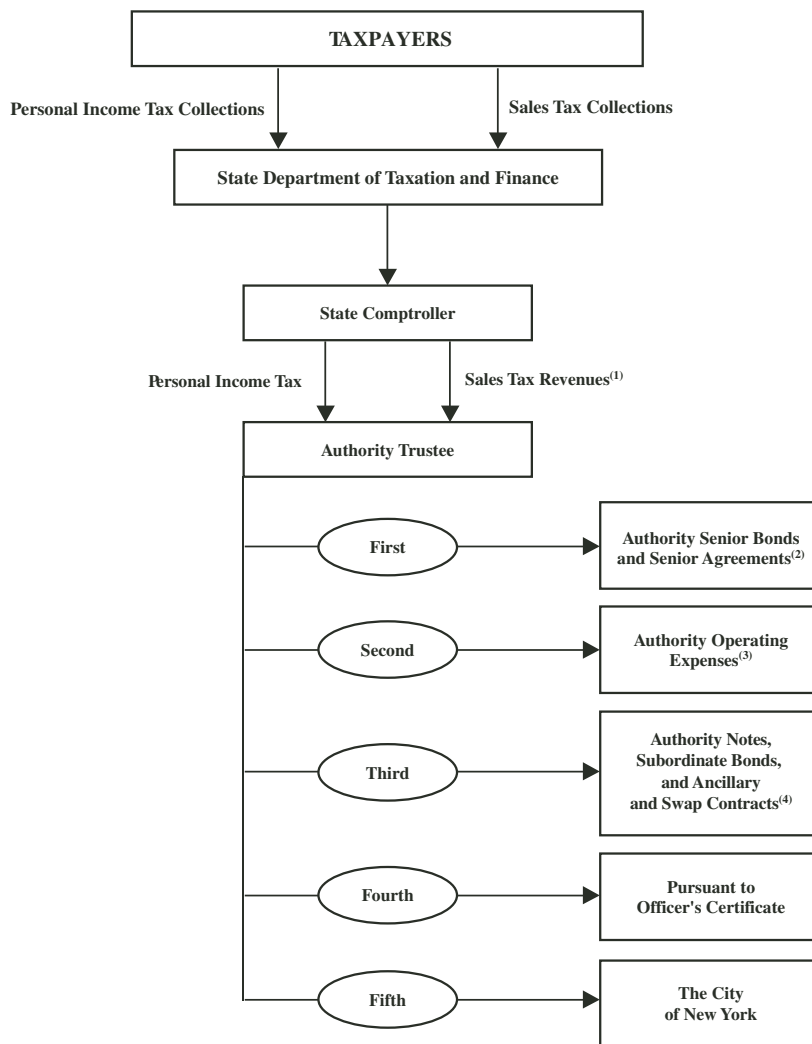 TAXPAYERS
Personal Income Tax Collections
Sales Tax Collections
State Department of Taxation and Finance
State Comptroller
Personal Income Tax
Sales Tax Revenues(1)
Authority Trustee
First
Authority Senior Bonds
and Senior Agreements(2)
Second
Authority Operating
Expenses(3)
Third
Authority Notes,
Subordinate Bonds,
and Ancillary
and Swap Contracts(4)
Fourth
Pursuant to
Officer's Certificate
Fifth
The City
of New York